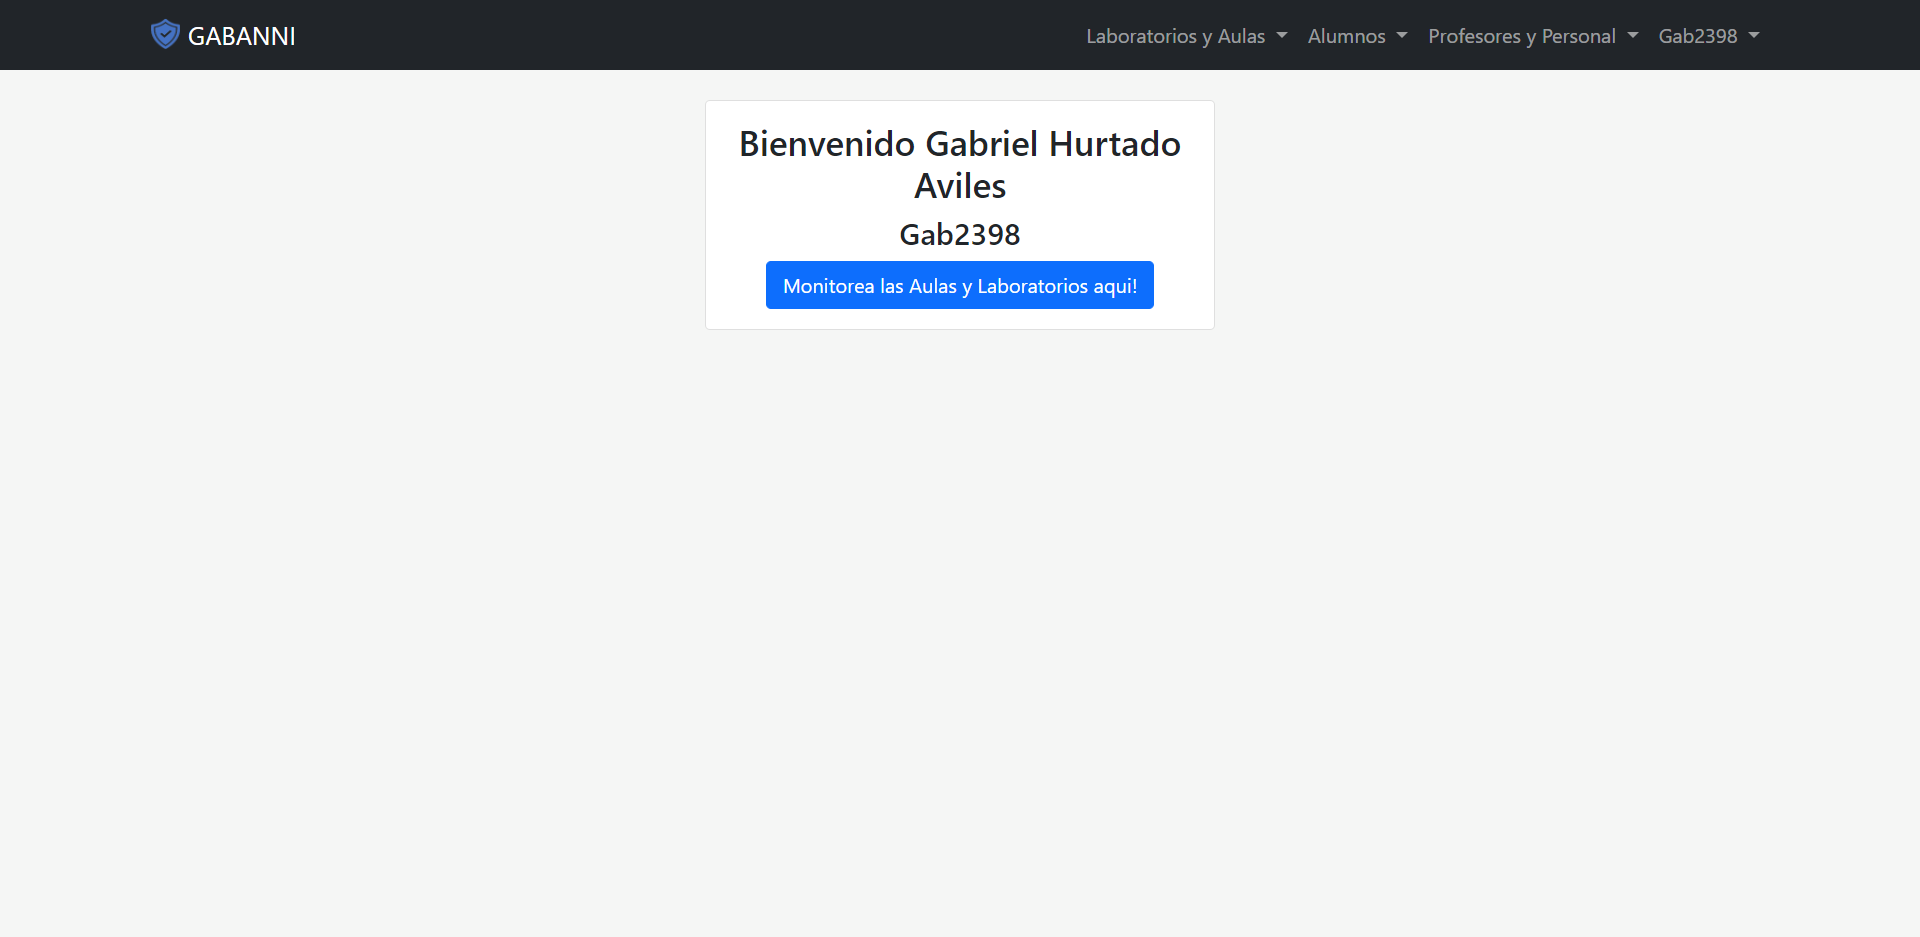 GABANNI
Laboratorios y Aulas
Alumnos
Profesores y Personal
Gab2398
Bienvenido Gabriel Hurtado
Aviles
Gab2398
Monitorea las Aulas y Laboratorios aqui!